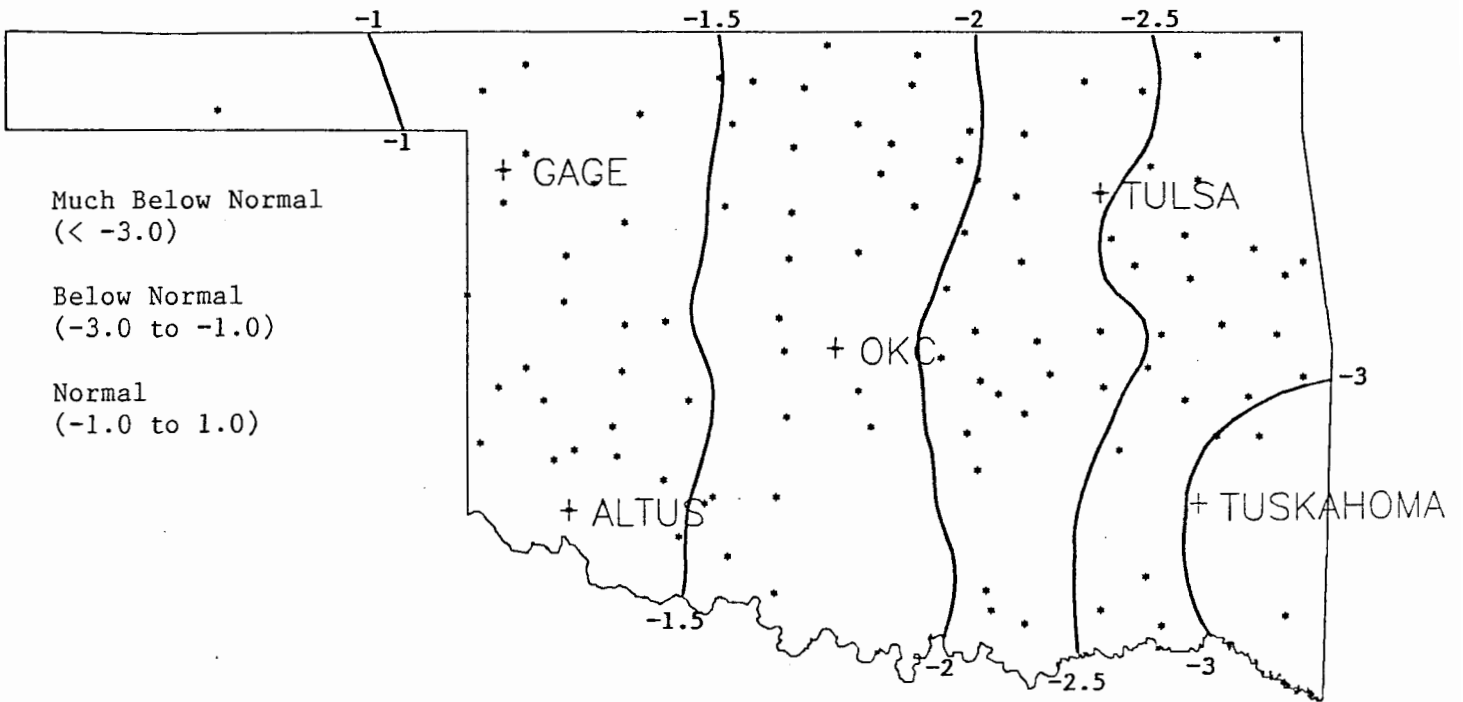 -1 -1.5 -2 -2.5
-1
+ GAGE
+ TULSA
Much Below Normal
(< -3.0)
Below Normal
(-3.0 to -1.0)
+ OKC
-3
Normal
(-1.0 to 1.0)
+ ALTUS
+ TUSKAHOMA
-1.5
-2
-2.5
-3